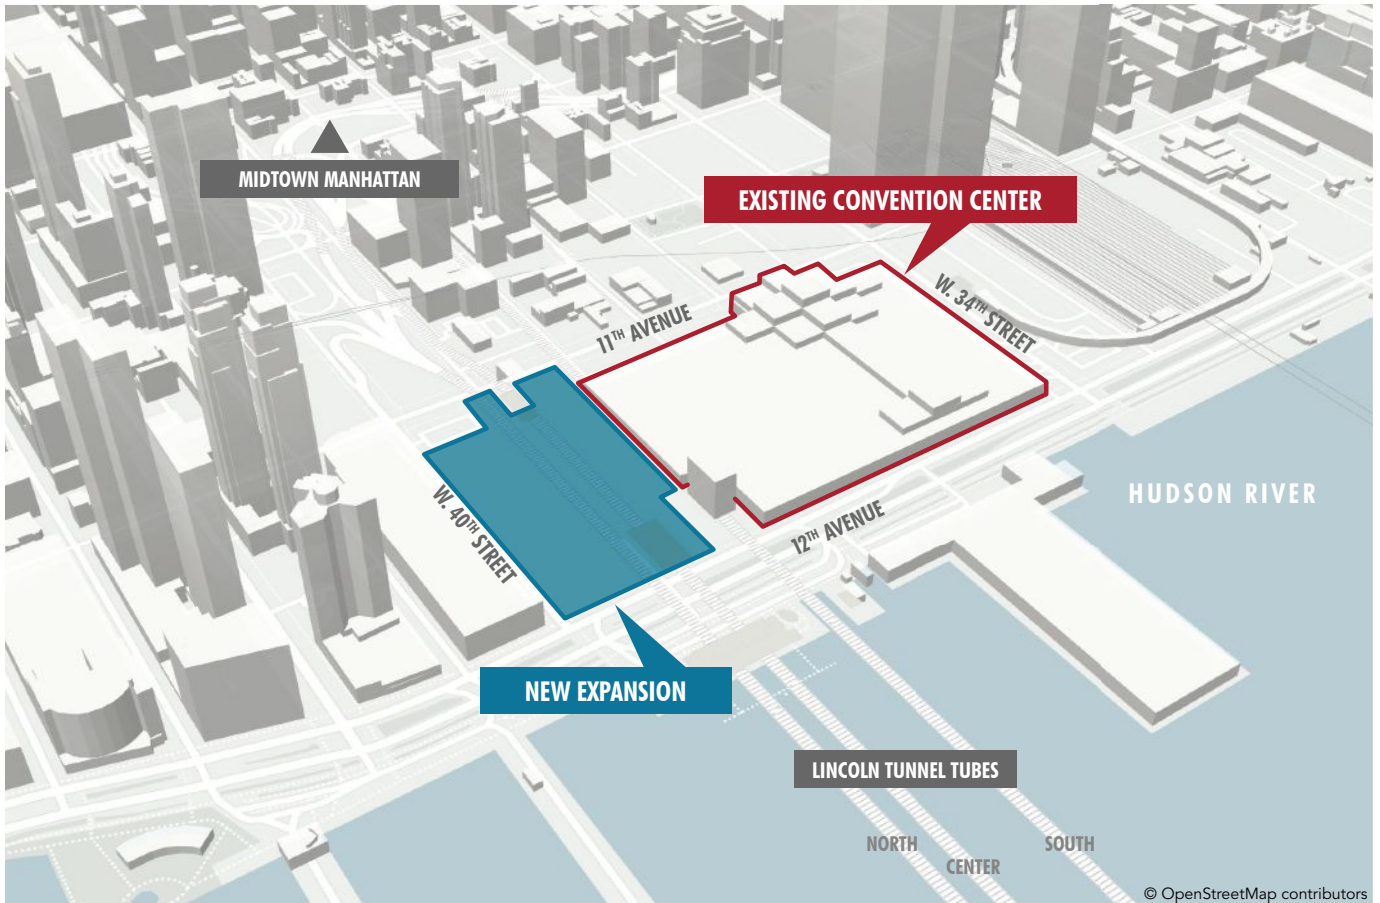 MIDTOWN MANHATTAN
EXISTING CONVENTION CENTER
W. 34TH STREET
11TH AVENUE
W. 40TH STREET
12TH AVENUE
HUDSON RIVER
NEW EXPANSION
LINCOLN TUNNEL TUBES
NORTH
CENTER
SOUTH
© OpenStreetMap contributors